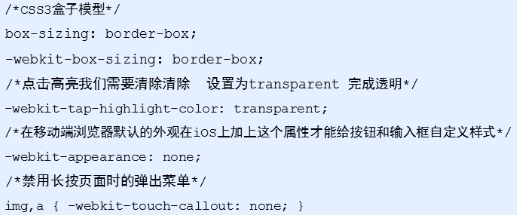 /*CSS3盒子模型*/
box-sizing: border-box;
-webkit-box-sizing: border-box;
/*点击高亮我们需要清除清除  设置为transparent 完成透明*/
-webkit-tap-highlight-color: transparent;
/*在移动端浏览器默认的外观在iOS上加上这个属性才能给按钮和输入框自定义样式*/
-webkit-appearance: none;
/*禁用长按页面时的弹出菜单*/
img,a { -webkit-touch-callout: none; }